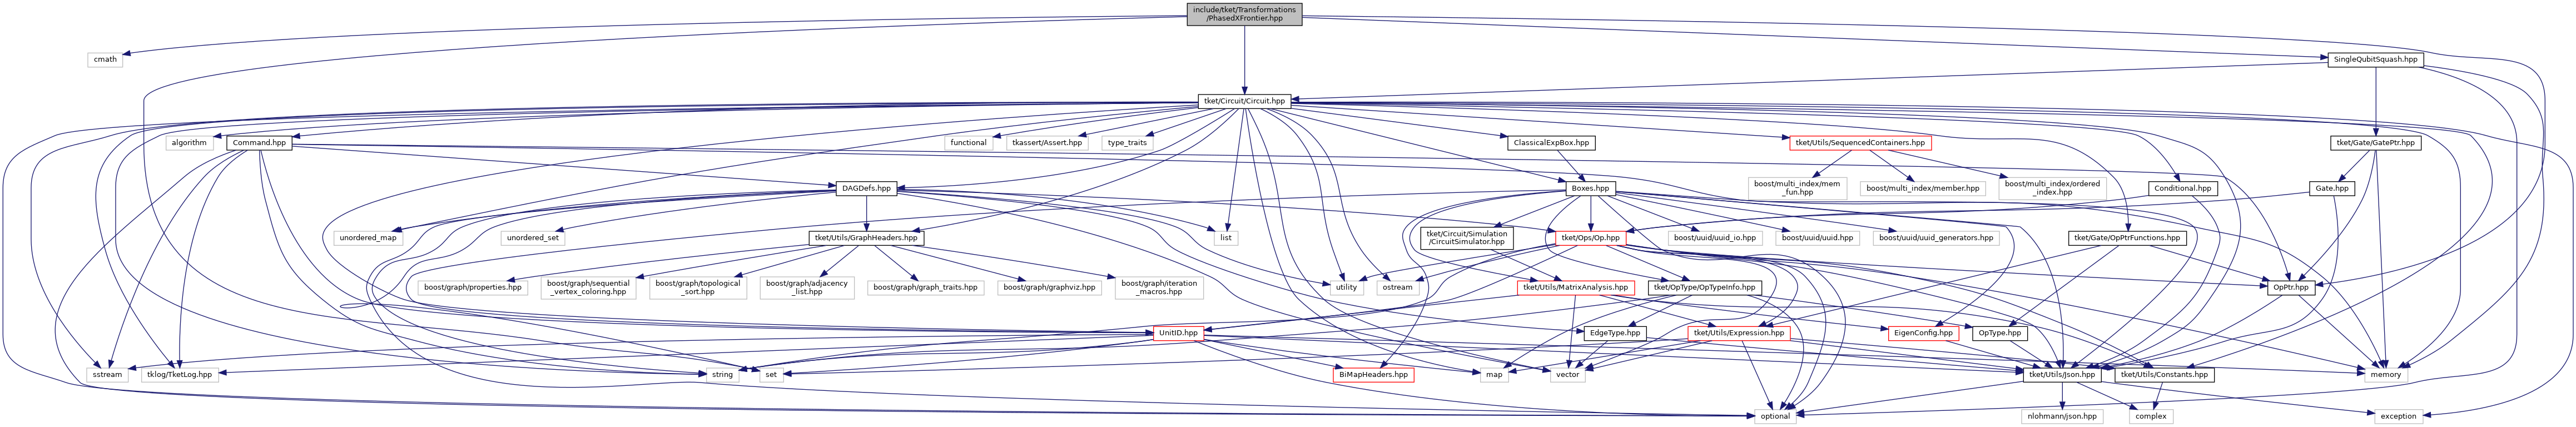 include/tket/Transformations
/PhasedXFrontier.hpp
cmath
SingleQubitSquash.hpp
tket/Circuit/Circuit.hpp
algorithm
Command.hpp
functional
tkassert/Assert.hpp
type_traits
ClassicalExpBox.hpp
tket/Utils/SequencedContainers.hpp
tket/Gate/GatePtr.hpp
DAGDefs.hpp
Boxes.hpp
boost/multi_index/mem
_fun.hpp
boost/multi_index/member.hpp
boost/multi_index/ordered
_index.hpp
Conditional.hpp
Gate.hpp
unordered_map
unordered_set
tket/Utils/GraphHeaders.hpp
list
tket/Circuit/Simulation
/CircuitSimulator.hpp
tket/Ops/Op.hpp
boost/uuid/uuid_io.hpp
boost/uuid/uuid.hpp
boost/uuid/uuid_generators.hpp
tket/Gate/OpPtrFunctions.hpp
boost/graph/properties.hpp
boost/graph/sequential
_vertex_coloring.hpp
boost/graph/topological
_sort.hpp
boost/graph/adjacency
_list.hpp
boost/graph/graph_traits.hpp
boost/graph/graphviz.hpp
boost/graph/iteration
_macros.hpp
utility
ostream
tket/Utils/MatrixAnalysis.hpp
tket/OpType/OpTypeInfo.hpp
OpPtr.hpp
UnitID.hpp
EdgeType.hpp
tket/Utils/Expression.hpp
EigenConfig.hpp
OpType.hpp
sstream
tklog/TketLog.hpp
string
set
BiMapHeaders.hpp
map
vector
tket/Utils/Json.hpp
tket/Utils/Constants.hpp
memory
optional
nlohmann/json.hpp
complex
exception